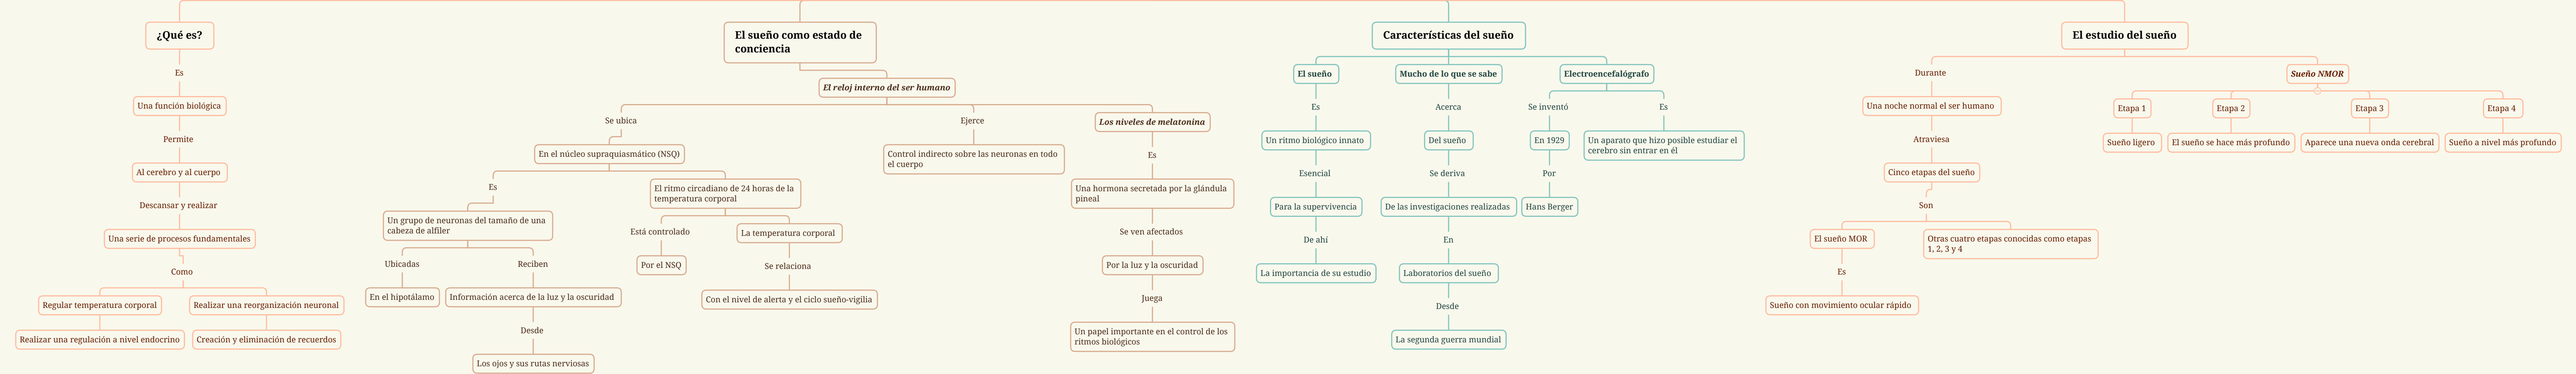 ¿Qué es?
Es
Una función biológica
Permite
Al cerebro y al cuerpo
Descansar y realizar
Una serie de procesos fundamentales
Como
Regular temperatura corporal
Realizar una regulación a nivel endocrino
Realizar una reorganización neuronal
Creación y eliminación de recuerdos
El sueño como estado de
conciencia
El reloj interno del ser humano
Se ubica
En el núcleo supraquiasmático (NSQ)
Es
Un grupo de neuronas del tamaño de una
cabeza de alfiler
Ubicadas
En el hipotálamo
Reciben
Información acerca de la luz y la oscuridad
Desde
Los ojos y sus rutas nerviosas
El ritmo circadiano de 24 horas de la
temperatura corporal
Está controlado
Por el NSQ
La temperatura corporal
Se relaciona
Con el nivel de alerta y el ciclo sueño-vigilia
Ejerce
Control indirecto sobre las neuronas en todo
el cuerpo
Los niveles de melatonina
Es
Una hormona secretada por la glándula
pineal
Se ven afectados
Por la luz y la oscuridad
Juega
Un papel importante en el control de los
ritmos biológicos
Características del sueño
El sueño
Es
Un ritmo biológico innato
Esencial
Para la supervivencia
De ahí
La importancia de su estudio
Mucho de lo que se sabe
Acerca
Del sueño
Se deriva
De las investigaciones realizadas
En
Laboratorios del sueño
Desde
La segunda guerra mundial
Electroencefalógrafo
Se inventó
En 1929
Por
Hans Berger
Es
Un aparato que hizo posible estudiar el
cerebro sin entrar en él
El estudio del sueño
Durante
Una noche normal el ser humano
Atraviesa
Cinco etapas del sueño
Son
El sueño MOR
Es
Sueño con movimiento ocular rápido
Otras cuatro etapas conocidas como etapas
1, 2, 3 y 4
Sueño NMOR
Etapa 1
Sueño ligero
Etapa 2
El sueño se hace más profundo
Etapa 3
Aparece una nueva onda cerebral
Etapa 4
Sueño a nivel más profundo